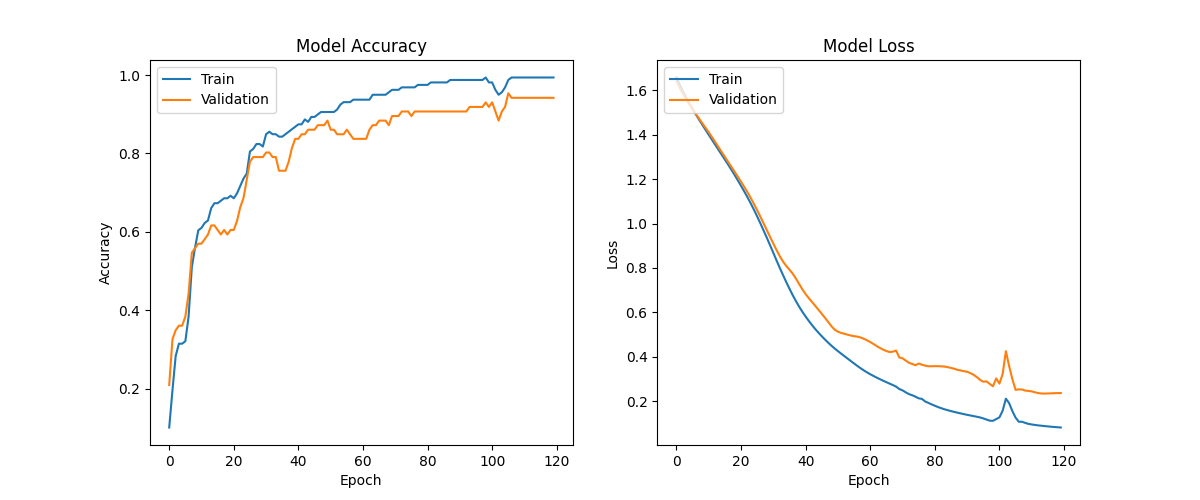 Model Accuracy
Train
Validation
1.0
0.8
0.6
0.4
0.2
Accuracy
0 20 40 60 80 100 120
Epoch
Model Loss
Train
Validation
1.6
1.4
1.2
1.0
0.8
0.6
0.4
0.2
Loss
0 20 40 60 80 100 120
Epoch